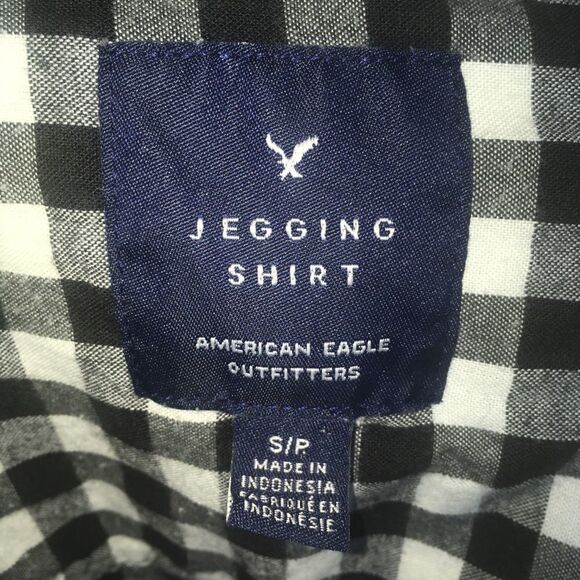 JEGGING
SHIRT
AMERICAN EAGLE
OUTFITTERS
S/P
MADE IN
INDONESIA
FABRIQUÉ EN
INDONÉSIE